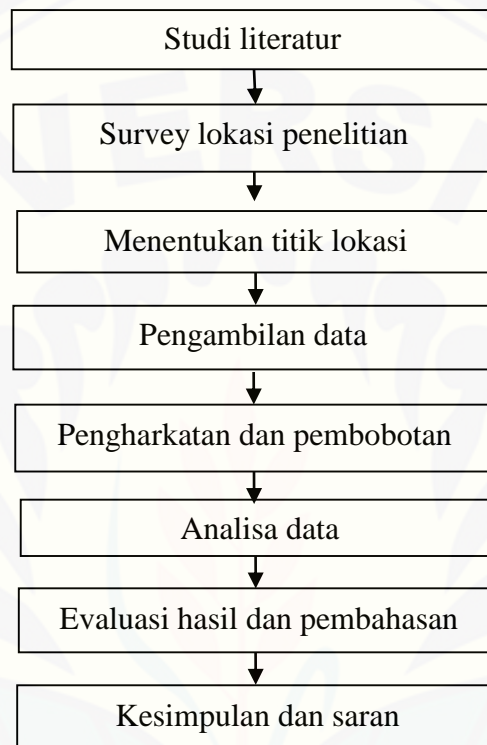 Studi literatur
Survey lokasi penelitian
Menentukan titik lokasi
Pengambilan data
Pengharkatan dan pembobotan
Analisa data
Evaluasi hasil dan pembahasan
Kesimpulan dan saran